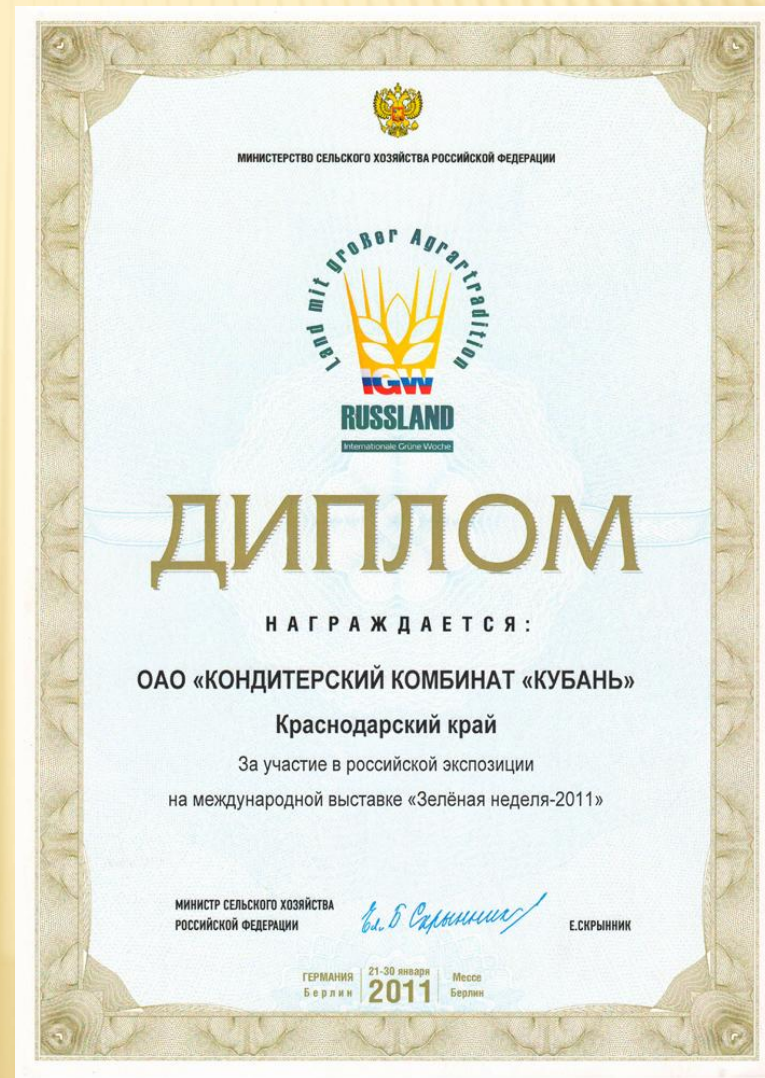 МИНИСТЕРСТВО СЕЛЬСКОГО ХОЗЯЙСТВА РОССИЙСКОЙ ФЕДЕРАЦИИ
Land mit großer Agrartradition
IGW
RUSSLAND
Internationale Grüne Woche
ДИПЛОМ
НАГРАЖДАЕТСЯ:
ОАО «КОНДИТЕРСКИЙ КОМБИНАТ «КУБАНЬ»
Краснодарский край
За участие в российской экспозиции
на международной выставке «Зелёная неделя-2011»
МИНИСТР СЕЛЬСКОГО ХОЗЯЙСТВА
РОССИЙСКОЙ ФЕДЕРАЦИИ
Ел.Б Скрынник
Е.СКРЫННИК
ГЕРМАНИЯ
Берлин
21-30 января
2011
Мессе
Берлин